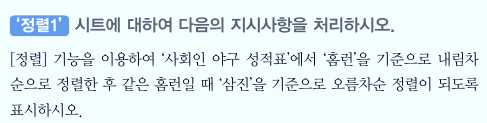 '정렬1' 시트에 대하여 다음의 지시사항을 처리하시오.
[정렬] 기능을 이용하여 '사회인 야구 성적표'에서 '홈런'을 기준으로 내림차
순으로 정렬한 후 같은 홈런일 때 '삼진'을 기준으로 오름차순 정렬이 되도록
표시하시오.